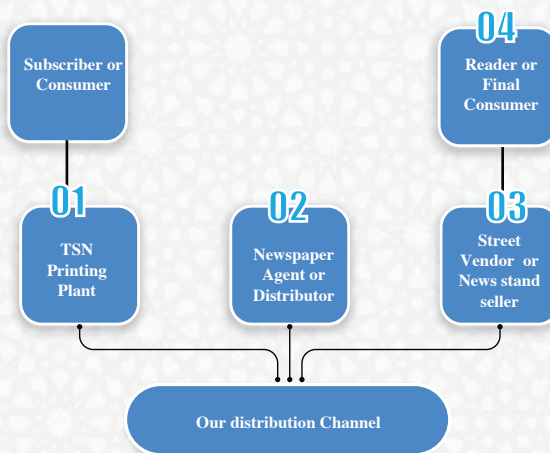 Subscriber or
Consumer
04
Reader or
Final
Consumer
01
TSN
Printing
Plant
02
Newspaper
Agent or
Distributor
03
Street
Vendor or
News stand
seller
Our distribution Channel